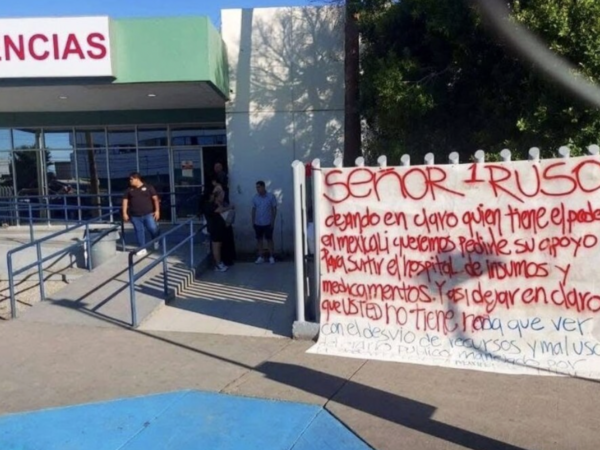 ENCIAS
SEÑOR 1 RUSO
DEJANDO EN CLARO QUIEN TIENE EL PODER
EN MEXICALI QUEREMOS PEDIRLE SU APOYO
PARA SURTIR EL HOSPITAL DE INSUMOS Y
MEDICAMENTOS. Y ASI DEJAR EN CLARO
QUE USTED NO TIENE NADA QUE VER
CON EL DESVIO DE RECURSOS Y MAL USO